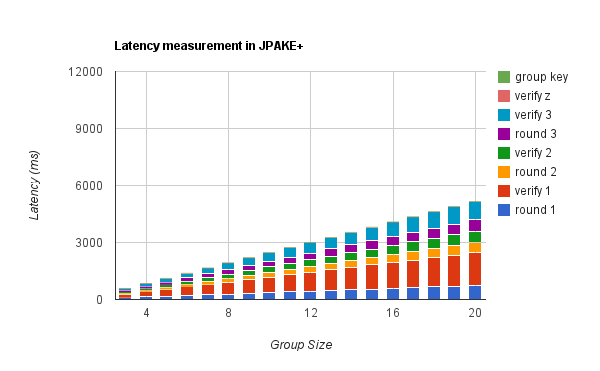 Latency measurement in JPAKE+
12000
9000
6000
3000
0
Latency (ms)
4
8
12
16
20
Group Size
group key
verify z
verify 3
round 3
verify 2
round 2
verify 1
round 1